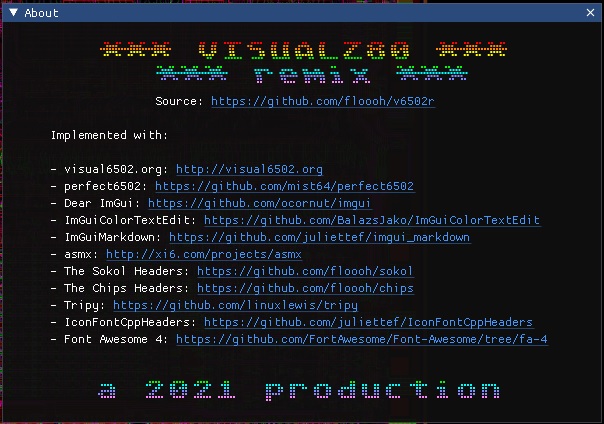 About
*** VISUALZ80 ***
*** remix ***
Source: https://github.com/floooh/v6502r
Implemented with:
- visual6502.org: http://visual6502.org
- perfect6502: https://github.com/mist64/perfect6502
- Dear ImGui: https://github.com/ocornut/imgui
- ImGuiColorTextEdit: https://github.com/BalazsJako/ImGuiColorTextEdit
- ImGuiMarkdown: https://github.com/juliettef/imgui_markdown
- asmx: http://xi6.com/projects/asmx
- The Sokol Headers: https://github.com/floooh/sokol
- The Chips Headers: https://github.com/floooh/chips
- Tripy: https://github.com/linuxlewis/tripy
- IconFontCppHeaders: https://github.com/juliettef/IconFontCppHeaders
- Font Awesome 4: https://github.com/FortAwesome/Font-Awesome/tree/fa-4
a 2021 production